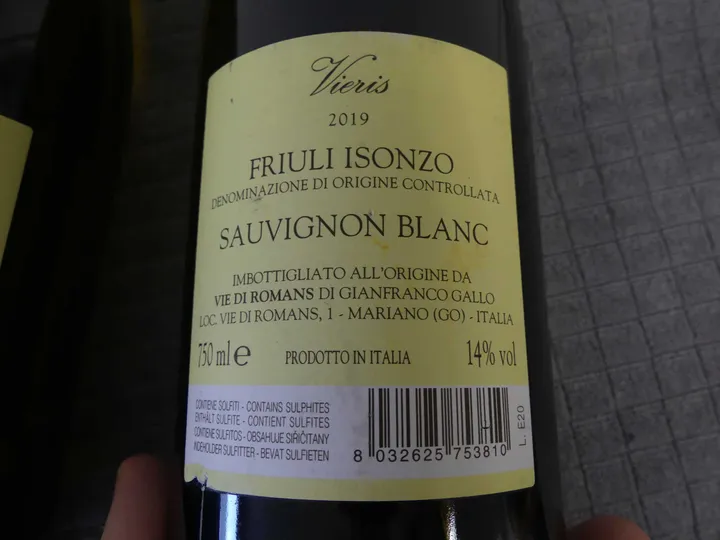 Vieris
2019
FRIULI ISONZO
DENOMINAZIONE DI ORIGINE CONTROLLATA
SAUVIGNON BLANC
IMBOTTIGLIATO ALL'ORIGINE DA
VIE DI ROMANS DI GIANFRANCO GALLO
LOC. VIE DI ROMANS, 1 - MARIANO (GO) - ITALIA
750 ml e PRODOTTO IN ITALIA 14% vol
CONTIENE SOLFITI - CONTAINS SULPHITES
ENTHÄLT SULFITE - CONTIENT SULFITES
CONTIENE SULFITOS - OBSAHUJE SIŘIČITANY
INDEHOLDER SULFITTER - BEVAT SULFIETEN
8 032625 753810
L. E20